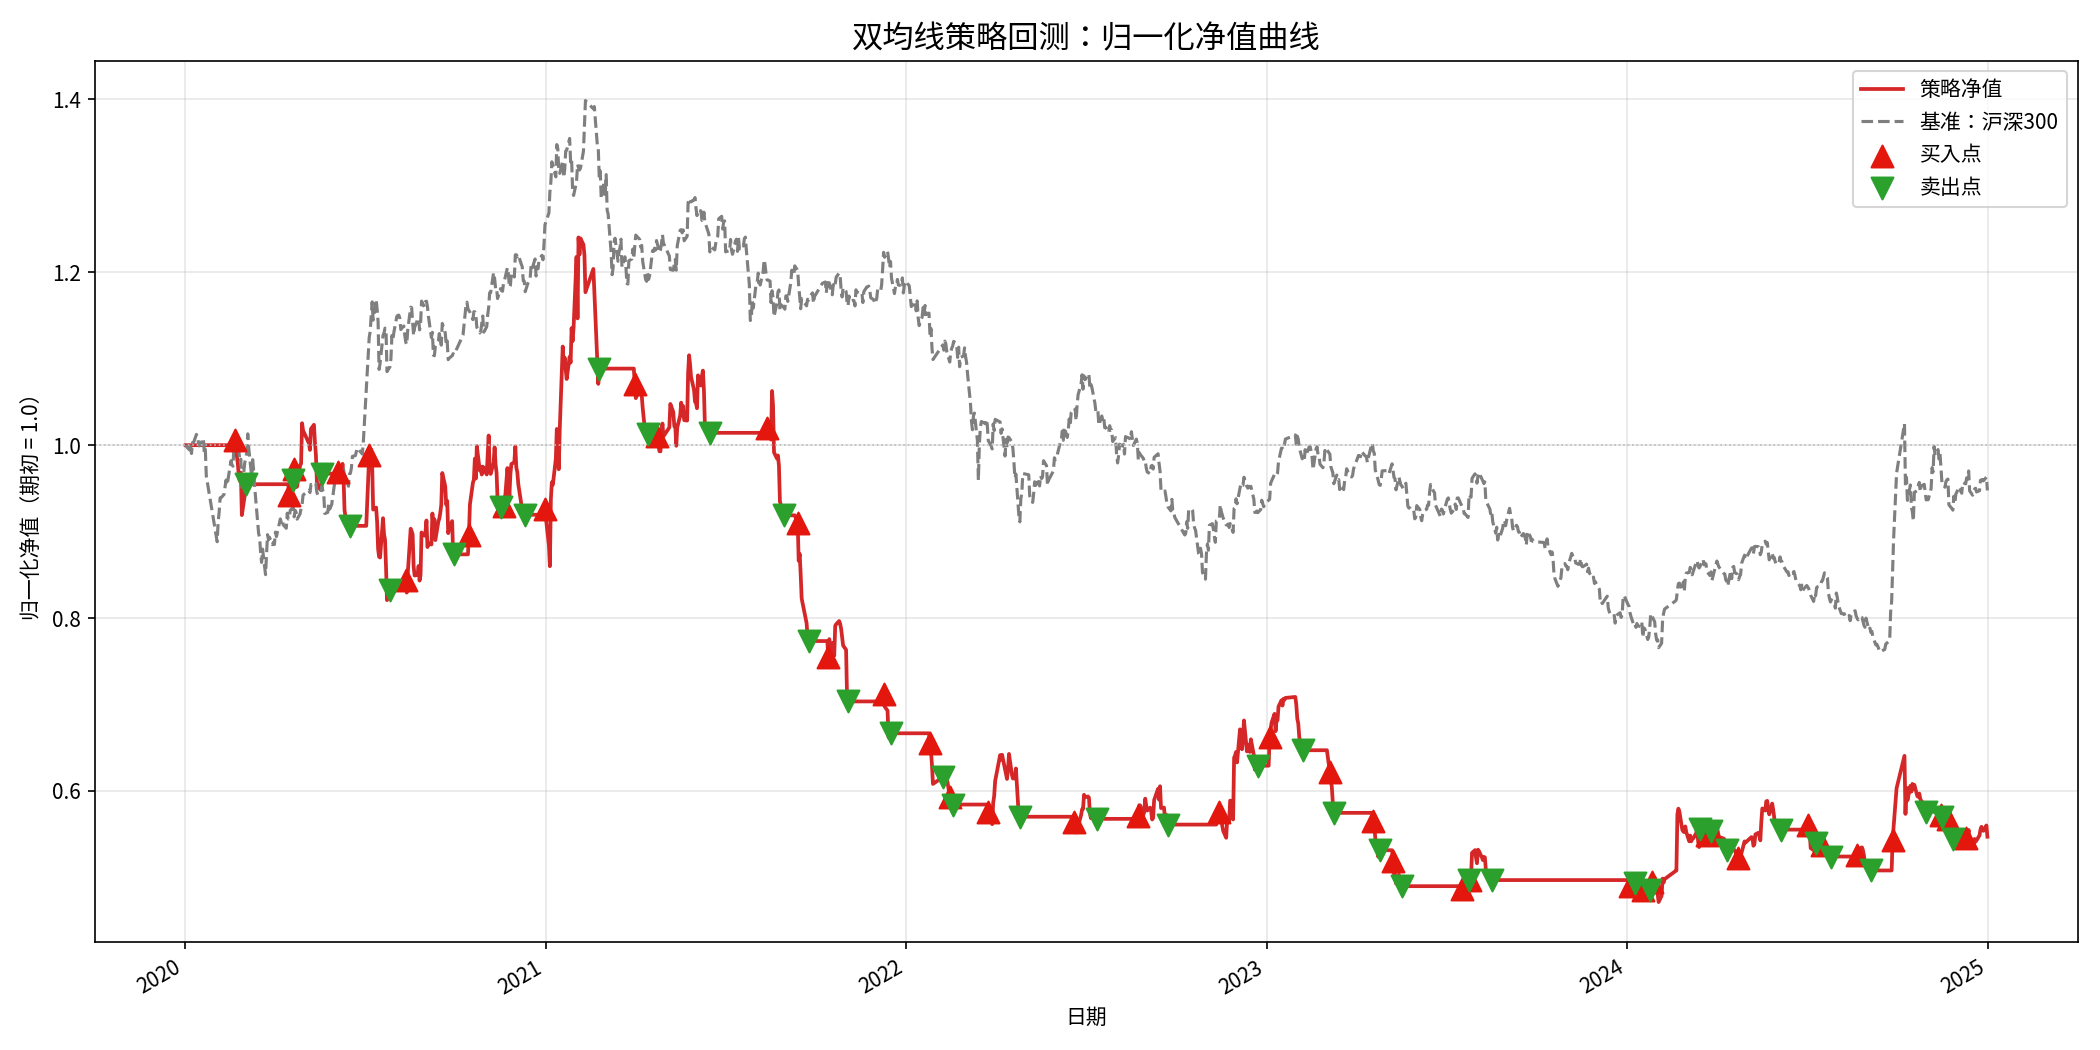 双均线策略回测：归一化净值曲线
策略净值
基准：沪深300
买入点
卖出点
归一化净值（期初 = 1.0）
1.4
1.2
1.0
0.8
0.6
2020
2021
2022
2023
2024
2025
日期